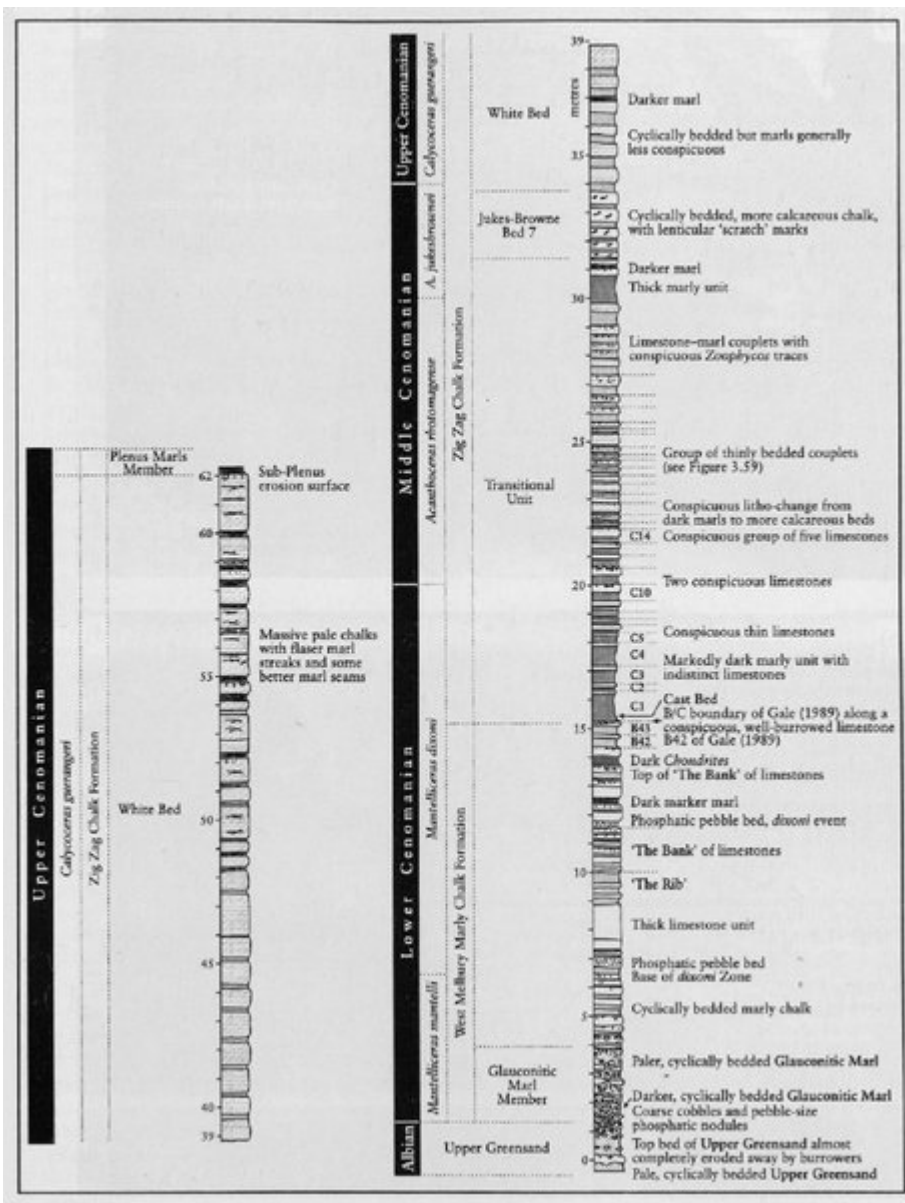 Upper Cenomanian
Calycoceras guerangeri
Zig Zag Chalk Formation
Plenus Marls
Member
White Bed
62
60
55
50
45
40
39
Sub-Plenus
erosion surface
Massive pale chalks
with flaser marl
streaks and some
better marl seams
Upper Cenomanian
Middle Cenomanian
Lower Cenomanian
Albian
Calycoceras guerangeri
A. jukesbrownei
Acanthoceras rhotomagense
Mantelliceras dixoni
Mantelliceras mantelli
Zig Zag Chalk Formation
West Melbury Marly Chalk Formation
White Bed
Jukes-Browne
Bed 7
Transitional
Unit
Glauconitic
Marl
Member
Upper Greensand
39
metres
35
30
25
20
15
10
5
0
Darker marl
Cyclically bedded but marls generally
less conspicuous
Cyclically bedded, more calcareous chalk,
with lenticular 'scratch' marks
Darker marl
Thick marly unit
Limestone–marl couplets with
conspicuous Zoophycos traces
Group of thinly bedded couplets
(see Figure 3.59)
Conspicuous litho-change from
dark marls to more calcareous beds
C14 Conspicuous group of five limestones
Two conspicuous limestones
C10
C5 Conspicuous thin limestones
C4
Markedly dark marly unit with
C3 indistinct limestones
C2
C1 Cast Bed
B/C boundary of Gale (1989) along a
B43 conspicuous, well-burrowed limestone
B42 B42 of Gale (1989)
Dark Chondrites
Top of 'The Bank' of limestones
Dark marker marl
Phosphatic pebble bed, dixoni event
'The Bank' of limestones
'The Rib'
Thick limestone unit
Phosphatic pebble bed
Base of dixoni Zone
Cyclically bedded marly chalk
Paler, cyclically bedded Glauconitic Marl
Darker, cyclically bedded Glauconitic Marl
Coarse cobbles and pebble-size
phosphatic nodules
Top bed of Upper Greensand almost
completely eroded away by burrowers
Pale, cyclically bedded Upper Greensand